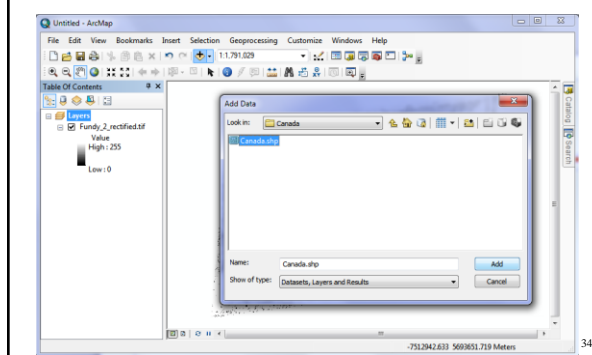 Untitled - ArcMap
File Edit View Bookmarks Insert Selection Geoprocessing Customize Windows Help
1:1,791,029
Table Of Contents
Layers
Fundy_2_rectified.tif
Value
High : 255
Low : 0
Add Data
Look in: Canada
Canada.shp
Name: Canada.shp
Add
Show of type: Datasets, Layers and Results
Cancel
Catalog
Search
-7512942.633 5693651.719 Meters
34